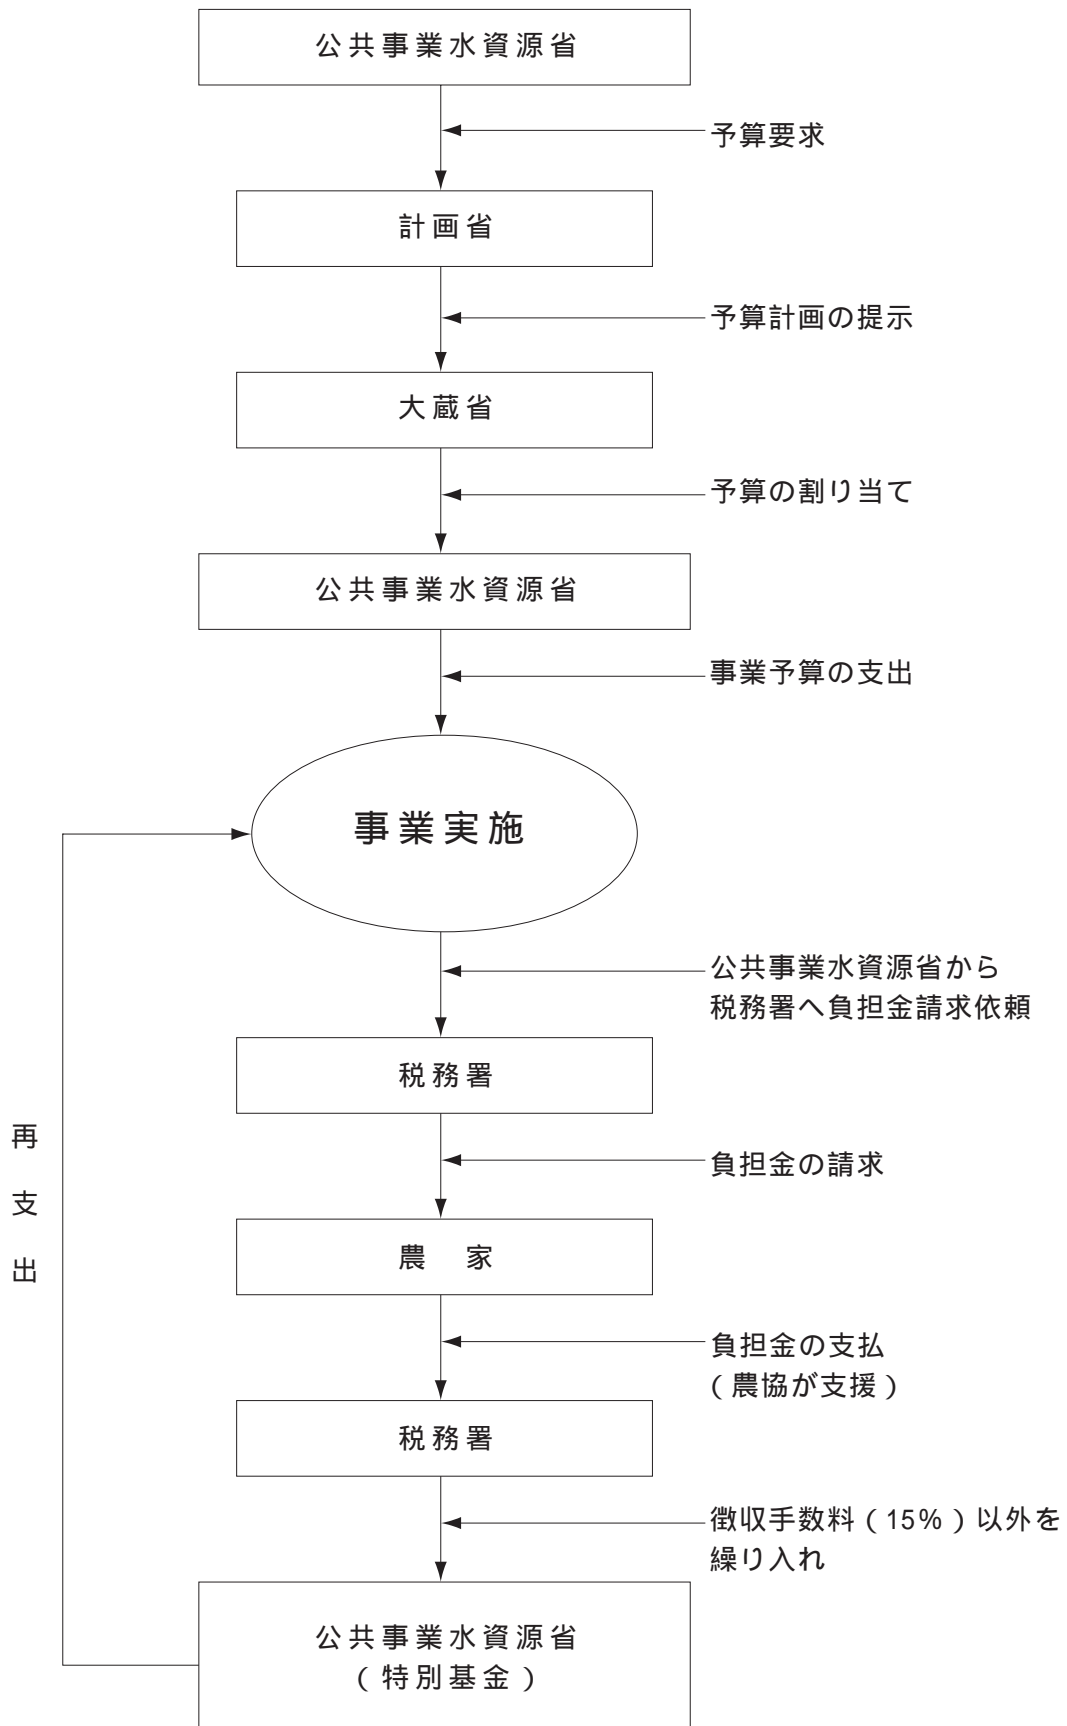 公共事業水資源省
予算要求
計画省
予算計画の提示
大蔵省
予算の割り当て
公共事業水資源省
事業予算の支出
事業実施
公共事業水資源省から
税務署へ負担金請求依頼
税務署
再支出
負担金の請求
農　家
負担金の支払
（農協が支援）
税務署
徴収手数料（15%）以外を
繰り入れ
公共事業水資源省
（特別基金）